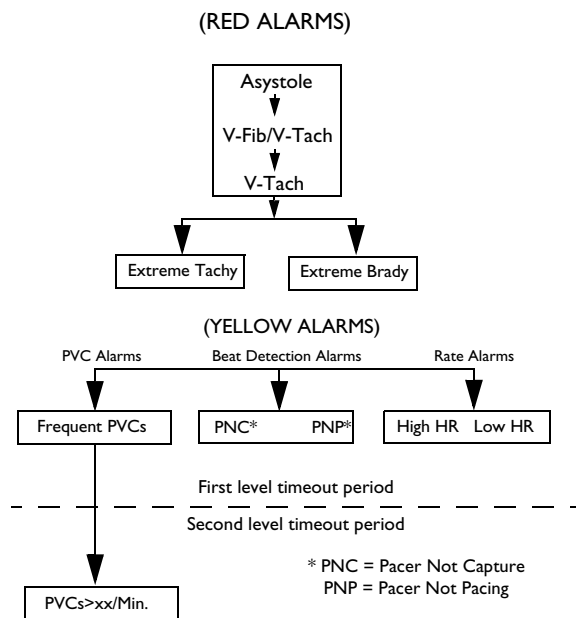 (RED ALARMS)
Asystole
V-Fib/V-Tach
V-Tach
Extreme Tachy
Extreme Brady
(YELLOW ALARMS)
PVC Alarms
Beat Detection Alarms
Rate Alarms
Frequent PVCs
PNC* PNP*
High HR Low HR
First level timeout period
Second level timeout period
* PNC = Pacer Not Capture
PNP = Pacer Not Pacing
PVCs>xx/Min.